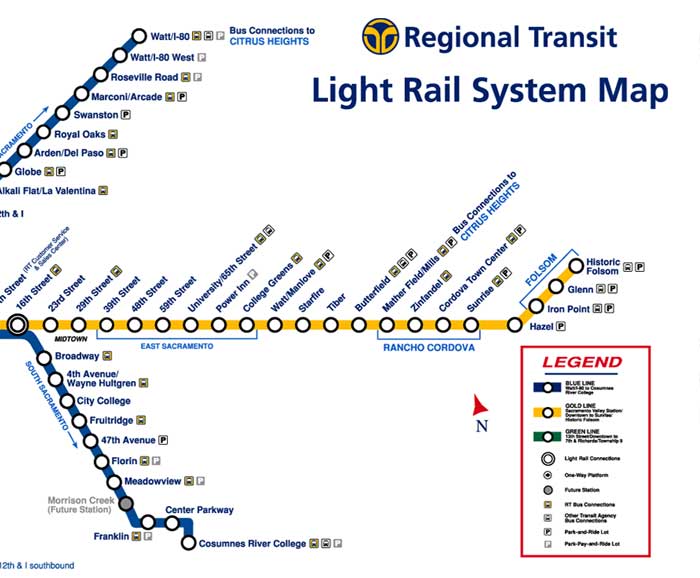 Regional Transit
Light Rail System Map
Watt/I-80
Bus Connections to
CITRUS HEIGHTS
Watt/I-80 West
Roseville Road
Marconi/Arcade
Swanston
Royal Oaks
Arden/Del Paso
Globe
Alkali Flat/La Valentina
2th & I
(RT Customer Service
& Sales Center)
16th Street
23rd Street
29th Street
39th Street
48th Street
59th Street
University/65th Street
Power Inn
College Greens
Watt/Manlove
Starfire
Tiber
Butterfield
Mather Field/Mills
Bus Connections to
CITRUS HEIGHTS
Zinfandel
Cordova Town Center
Sunrise
FOLSOM
Historic
Folsom
Glenn
Iron Point
Hazel
MIDTOWN
EAST SACRAMENTO
RANCHO CORDOVA
SOUTH SACRAMENTO
Broadway
4th Avenue/
Wayne Hultgren
City College
Fruitridge
47th Avenue
Florin
Meadowview
Morrison Creek
(Future Station)
Franklin
Center Parkway
Cosumnes River College
12th & I southbound
N
LEGEND
BLUE LINE
Watt/I-80 to Cosumnes
River College
GOLD LINE
Sacramento Valley Station/
Downtown to Sunrise/
Historic Folsom
GREEN LINE
13th Street/Downtown to
7th & Richards/Township 9
Light Rail Connections
One-Way Platform
Future Station
RT Bus Connections
Other Transit Agency
Bus Connections
Park-and-Ride Lot
Park-Pay-and-Ride Lot